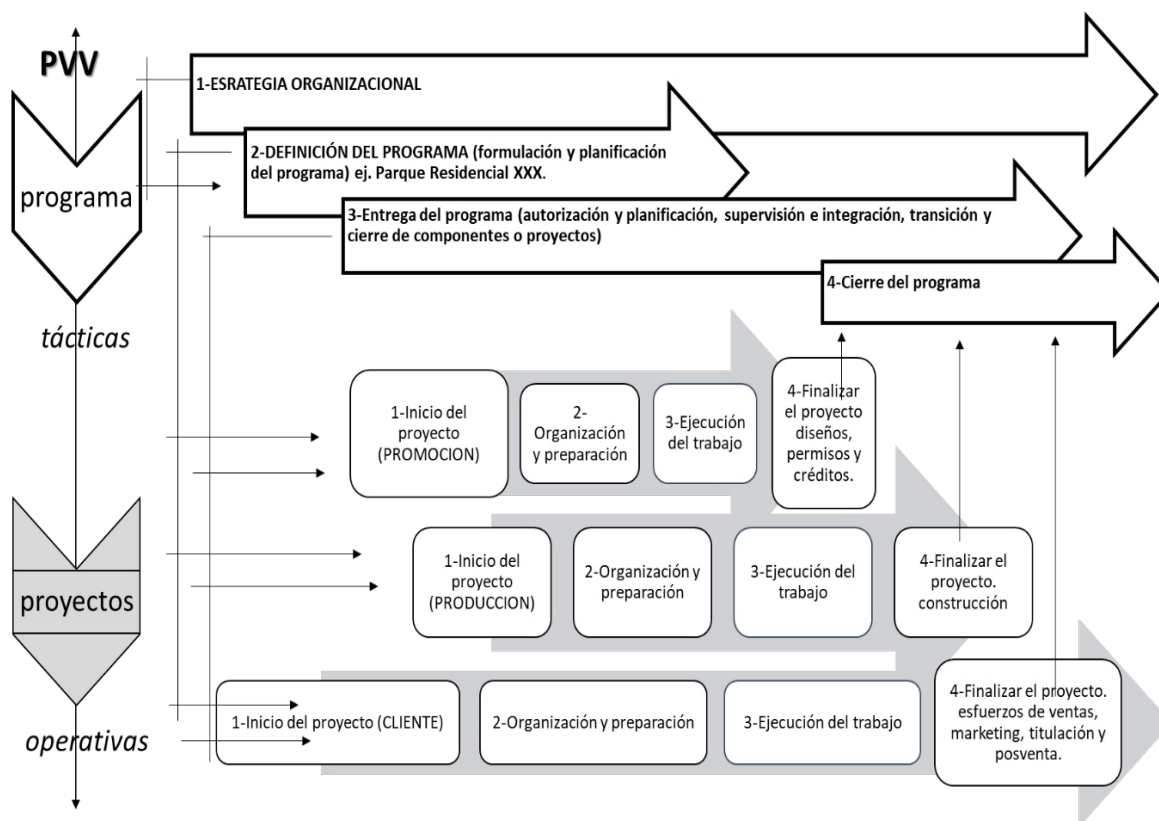 PVV
1-ESRATEGIA ORGANIZACIONAL
2-DEFINICIÓN DEL PROGRAMA (formulación y planificación
del programa) ej. Parque Residencial XXX.
programa
3-Entrega del programa (autorización y planificación, supervisión e integración, transición y
cierre de componentes o proyectos)
4-Cierre del programa
tácticas
1-Inicio del
proyecto
(PROMOCION)
2-
Organización
y preparación
3-Ejecución
del trabajo
4-Finalizar
el proyecto
diseños,
permisos y
créditos.
proyectos
1-Inicio del
proyecto
(PRODUCCION)
2-Organización y
preparación
3-Ejecución del
trabajo
4-Finalizar el
proyecto.
construcción
operativas
1-Inicio del proyecto (CLIENTE)
2-Organización y preparación
3-Ejecución del trabajo
4-Finalizar el proyecto.
esfuerzos de ventas,
marketing, titulación y
posventa.